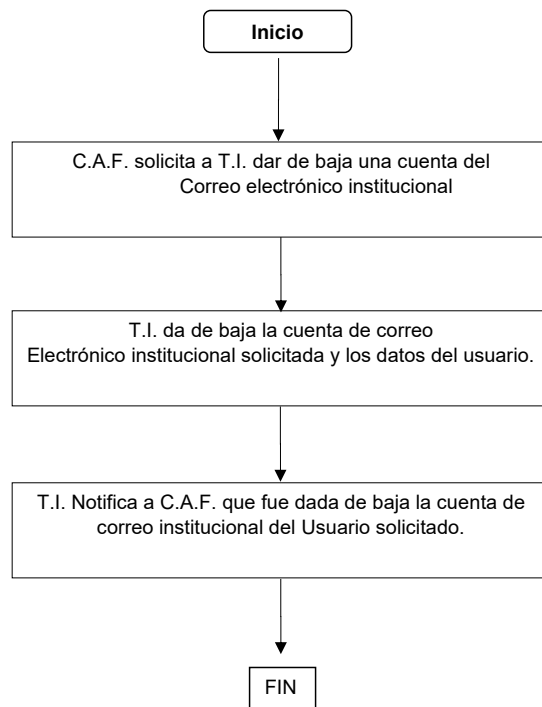 Inicio
C.A.F. solicita a T.I. dar de baja una cuenta del
Correo electrónico institucional
T.I. da de baja la cuenta de correo
Electrónico institucional solicitada y los datos del usuario.
T.I. Notifica a C.A.F. que fue dada de baja la cuenta de
correo institucional del Usuario solicitado.
FIN